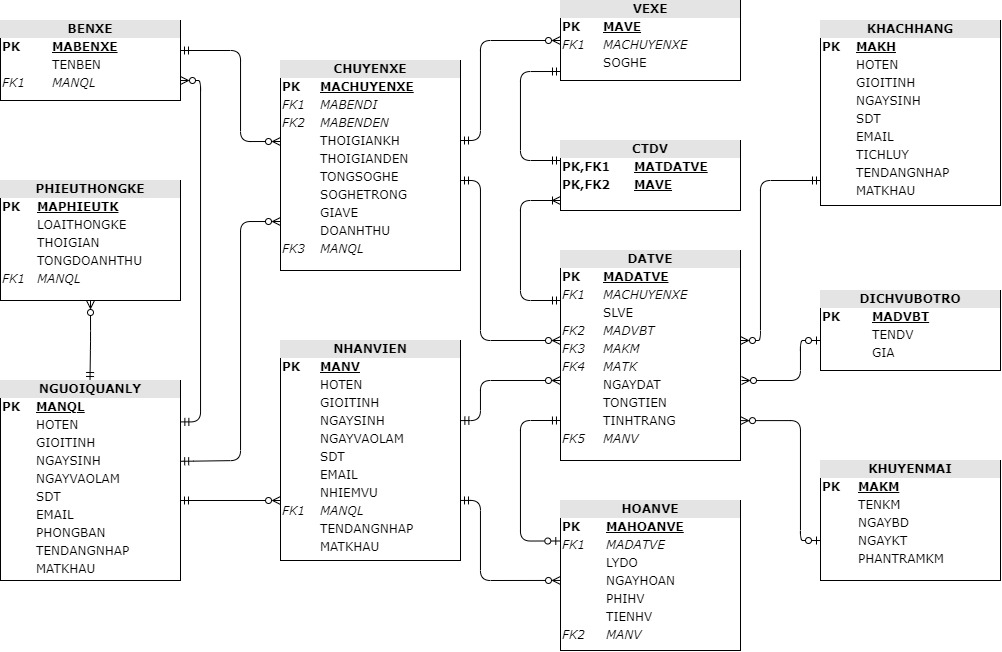 BENXE
PK MABENXE
TENBEN
FK1 MANQL
PHIEUTHONGKE
PK MAPHIEUTK
LOAITHONGKE
THOIGIAN
TONGDOANHTHU
FK1 MANQL
NGUOIQUANLY
PK MANQL
HOTEN
GIOITINH
NGAYSINH
NGAYVAOLAM
SDT
EMAIL
PHONGBAN
TENDANGNHAP
MATKHAU
CHUYENXE
PK MACHUYENXE
FK1 MABENDI
FK2 MABENDEN
THOIGIANKH
THOIGIANDEN
TONGSOGHE
SOGHETRONG
GIAVE
DOANHTHU
FK3 MANQL
NHANVIEN
PK MANV
HOTEN
GIOITINH
NGAYSINH
NGAYVAOLAM
SDT
EMAIL
NHIEMVU
FK1 MANQL
TENDANGNHAP
MATKHAU
VEXE
PK MAVE
FK1 MACHUYENXE
SOGHE
CTDV
PK,FK1 MATDATVE
PK,FK2 MAVE
DATVE
PK MADATVE
FK1 MACHUYENXE
SLVE
FK2 MADVBT
FK3 MAKM
FK4 MATK
NGAYDAT
TONGTIEN
TINHTRANG
FK5 MANV
HOANVE
PK MAHOANVE
FK1 MADATVE
LYDO
NGAYHOAN
PHIHV
TIENHV
FK2 MANV
KHACHHANG
PK MAKH
HOTEN
GIOITINH
NGAYSINH
SDT
EMAIL
TICHLUY
TENDANGNHAP
MATKHAU
DICHVUBOTRO
PK MADVBT
TENDV
GIA
KHUYENMAI
PK MAKM
TENKM
NGAYBD
NGAYKT
PHANTRAMKM